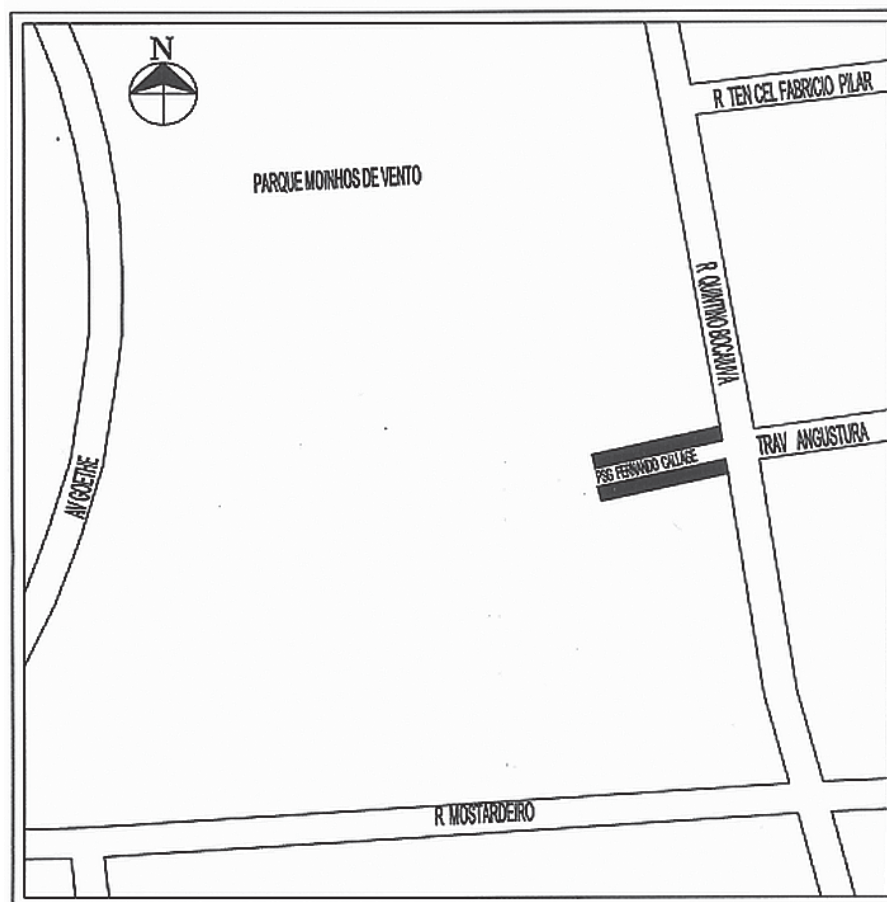 N
R TEN CEL FABRICIO PILAR
PARQUE MOINHOS DE VENTO
R QUINTINO BOCAIUVA
TRAV ANGUSTURA
PSG FERNANDO CALLAGE
AV GOETHE
R MOSTARDEIRO